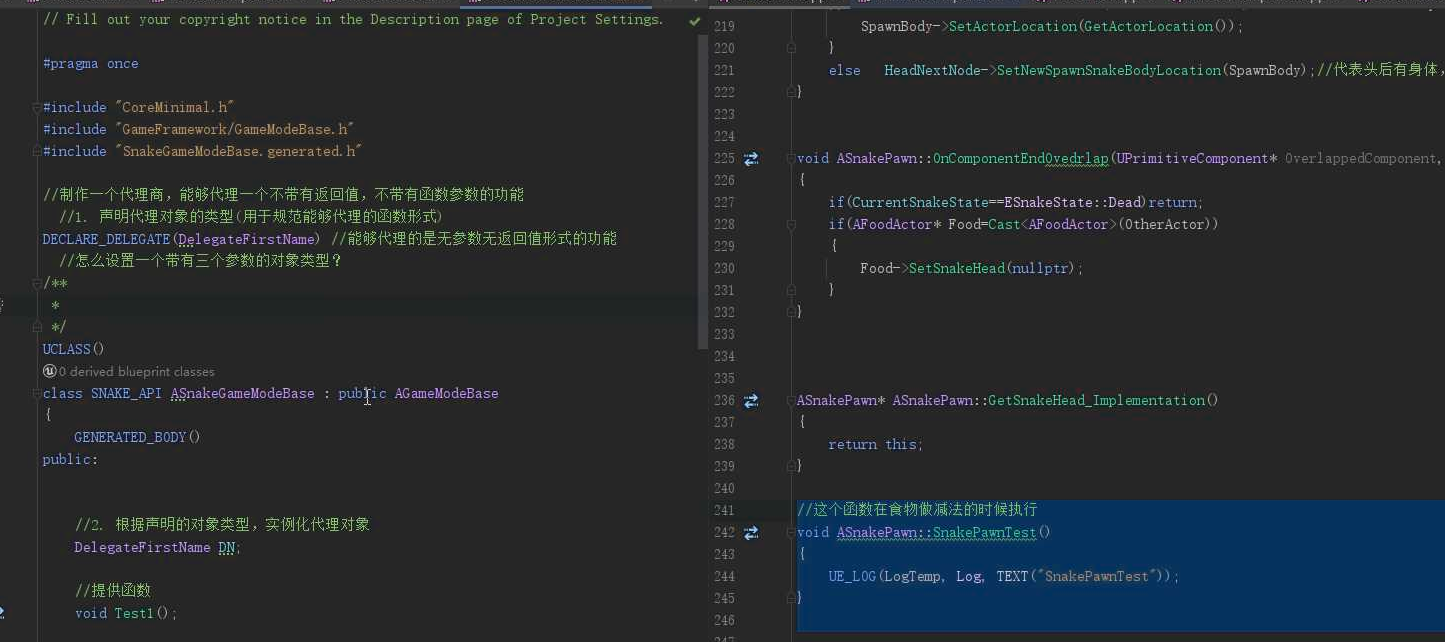 // Fill out your copyright notice in the Description page of Project Settings.
#pragma once
#include "CoreMinimal.h"
#include "GameFramework/GameModeBase.h"
#include "SnakeGameModeBase.generated.h"
//制作一个代理商，能够代理一个不带有返回值，不带有函数参数的功能
//1. 声明代理对象的类型(用于规范能够代理的函数形式)
DECLARE_DELEGATE(DelegateFirstName) //能够代理的是无参数无返回值形式的功能
//怎么设置一个带有三个参数的对象类型？
/**
*
*/
UCLASS()
0 derived blueprint classes
class SNAKE_API ASnakeGameModeBase : public AGameModeBase
{
GENERATED_BODY()
public:
//2. 根据声明的对象类型，实例化代理对象
DelegateFirstName DN;
//提供函数
void Test1();
219 SpawnBody->SetActorLocation(GetActorLocation());
220 }
221 else HeadNextNode->SetNewSpawnSnakeBodyLocation(SpawnBody);//代表头后有身体，
222 }
223
224
225 void ASnakePawn::OnComponentEndOvedrlap(UPrimitiveComponent* OverlappedComponent,
226 {
227 if(CurrentSnakeState==ESnakeState::Dead)return;
228 if(AFoodActor* Food=Cast<AFoodActor>(OtherActor))
229 {
230 Food->SetSnakeHead(nullptr);
231 }
232 }
233
234
235
236 ASnakePawn* ASnakePawn::GetSnakeHead_Implementation()
237 {
238 return this;
239 }
240
241 //这个函数在食物做减法的时候执行
242 void ASnakePawn::SnakePawnTest()
243 {
244 UE_LOG(LogTemp, Log, TEXT("SnakePawnTest"));
245 }
246